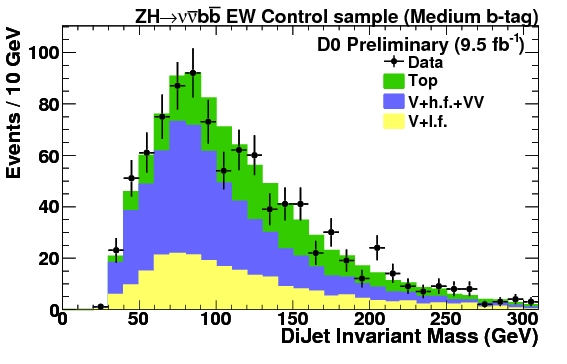 ZH→νν̄bb̄ EW Control sample (Medium b-tag)
D0 Preliminary (9.5 fb⁻¹)
Data
Top
V+h.f.+VV
V+l.f.
Events / 10 GeV
100
80
60
40
20
0
0 50 100 150 200 250 300
DiJet Invariant Mass (GeV)